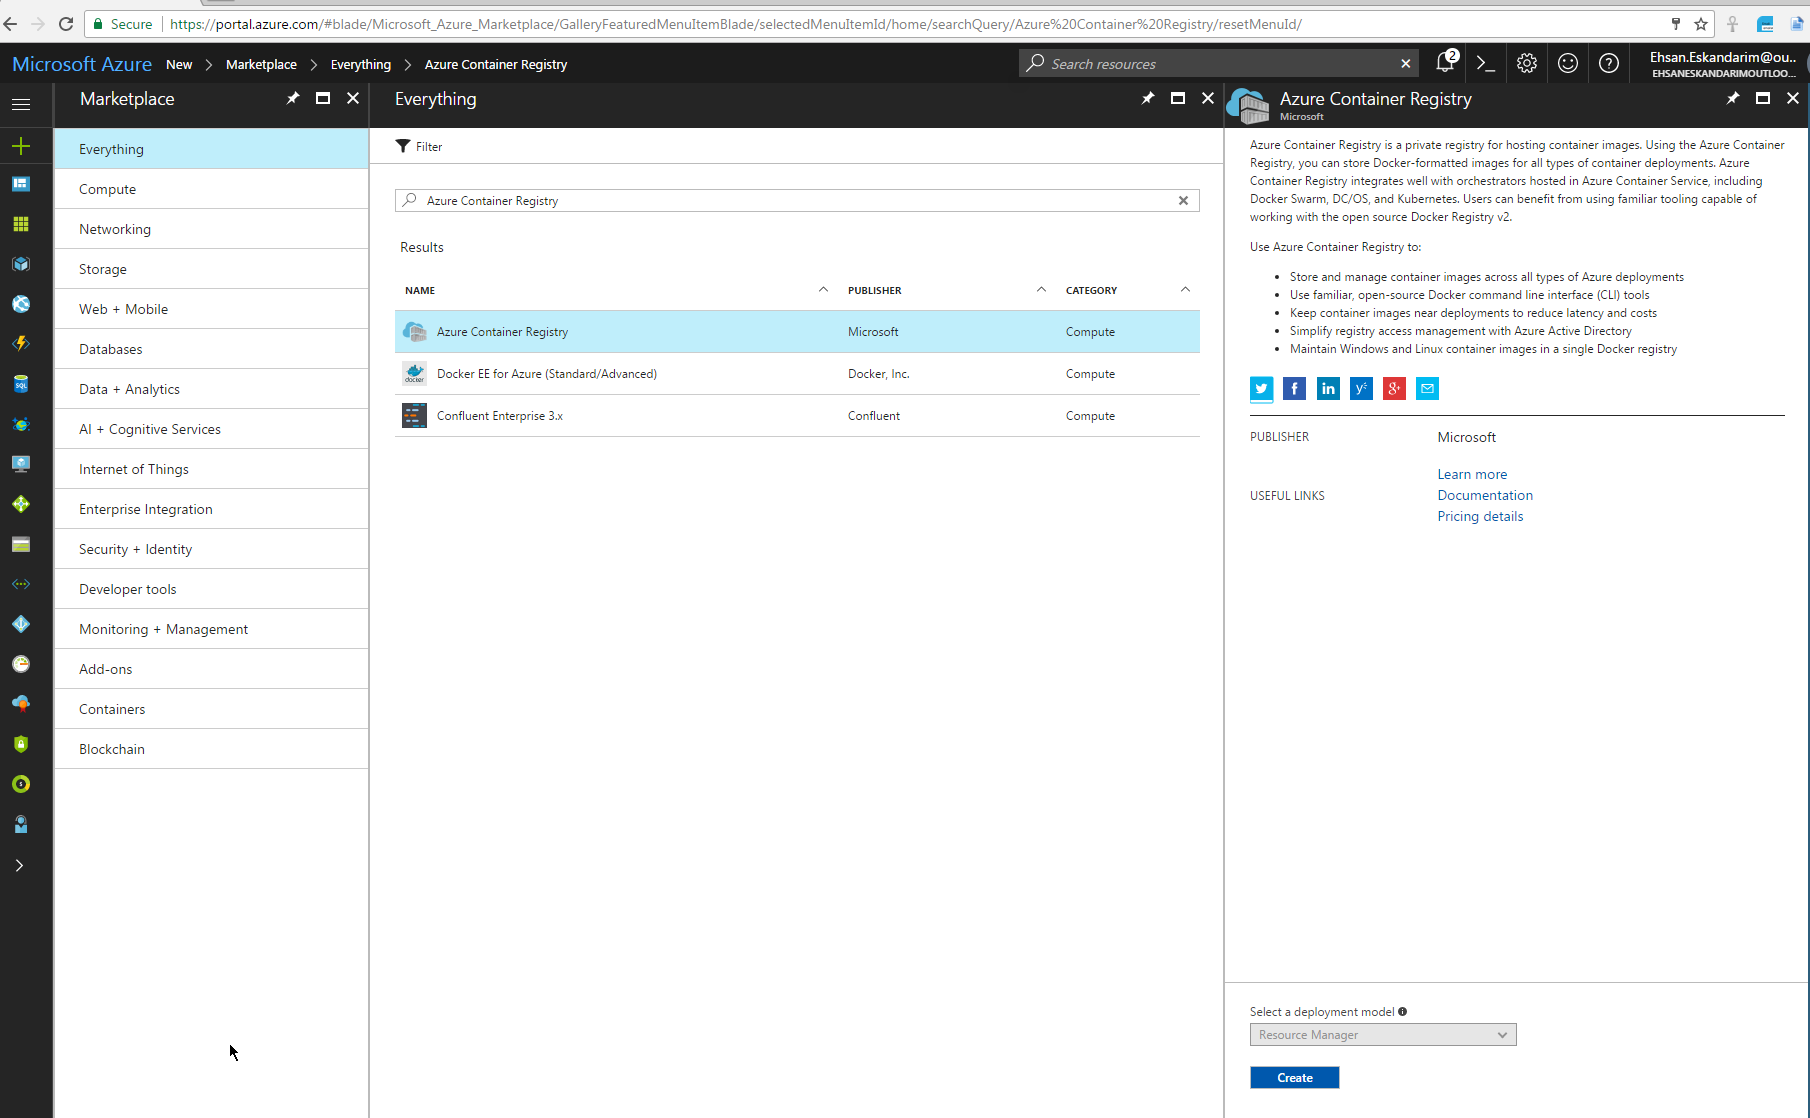 Secure
https://portal.azure.com/#blade/Microsoft_Azure_Marketplace/GalleryFeaturedMenuItemBlade/selectedMenuItemId/home/searchQuery/Azure%20Container%20Registry/resetMenuId/
Microsoft Azure
New > Marketplace > Everything > Azure Container Registry
Search resources
2
Ehsan.Eskandarim@ou...
EHSANESKANDARIMOUTLOO...
Marketplace
Everything
Compute
Networking
Storage
Web + Mobile
Databases
Data + Analytics
AI + Cognitive Services
Internet of Things
Enterprise Integration
Security + Identity
Developer tools
Monitoring + Management
Add-ons
Containers
Blockchain
Everything
Filter
Azure Container Registry
Results
NAME PUBLISHER CATEGORY
Azure Container Registry Microsoft Compute
Docker EE for Azure (Standard/Advanced) Docker, Inc. Compute
Confluent Enterprise 3.x Confluent Compute
Azure Container Registry
Microsoft
Azure Container Registry is a private registry for hosting container images. Using the Azure Container
Registry, you can store Docker-formatted images for all types of container deployments. Azure
Container Registry integrates well with orchestrators hosted in Azure Container Service, including
Docker Swarm, DC/OS, and Kubernetes. Users can benefit from using familiar tooling capable of
working with the open source Docker Registry v2.
Use Azure Container Registry to:
• Store and manage container images across all types of Azure deployments
• Use familiar, open-source Docker command line interface (CLI) tools
• Keep container images near deployments to reduce latency and costs
• Simplify registry access management with Azure Active Directory
• Maintain Windows and Linux container images in a single Docker registry
PUBLISHER Microsoft
USEFUL LINKS
Learn more
Documentation
Pricing details
Select a deployment model
Resource Manager
Create